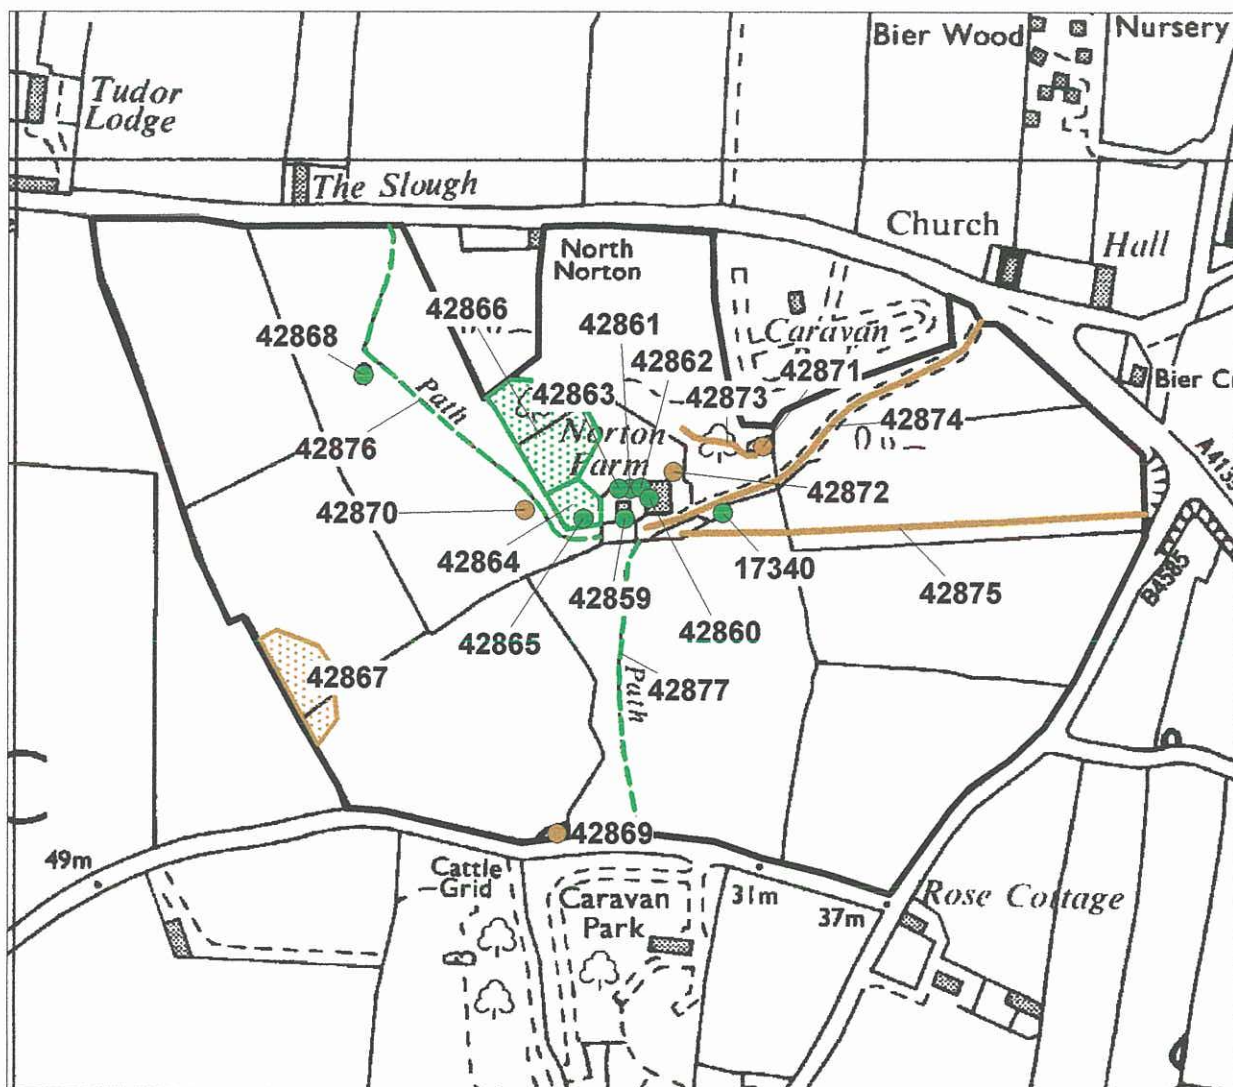 Bier Wood
Nursery
Tudor
Lodge
The Slough
Church
Hall
North
Norton
42866
42861
42868
42862
Caravan
42871
Path
42863
42873
Bier
42874
Norton
42876
Farm
42872
42870
42864
17340
42859
42875
42865
42860
42867
42877
Path
B4585
42869
49m
Cattle
Grid
Caravan
Park
31m
37m
Rose Cottage